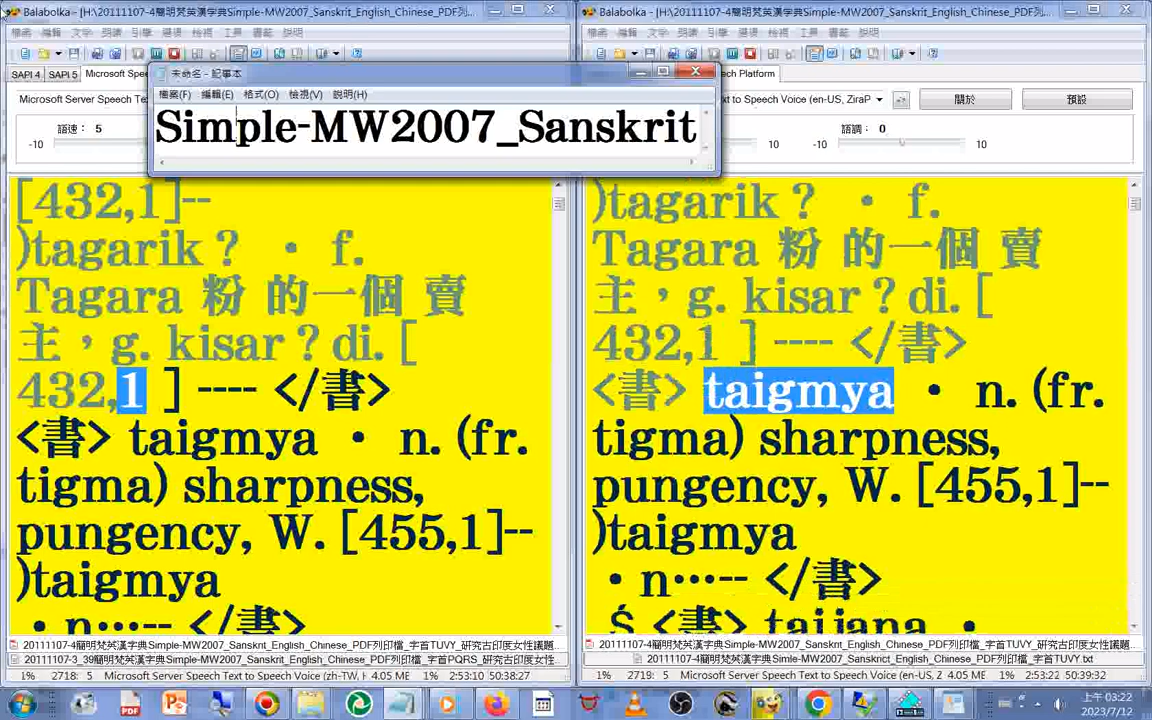 Balabolka - [H:\20111107-4簡明梵英漢字典Simple-MW2007_Sanskrit_English_Chinese_PDF列...
Balabolka - [H:\20111107-4簡明梵英漢字典Simple-MW2007_Sanskrit_English_Chinese_PDF列...
SAPI 4
SAPI 5
Microsoft Spee
未命名 - 記事本
檔案(F) 編輯(E) 格式(O) 檢視(V) 說明(H)
Simple-MW2007_Sanskrit
ech Platform
Microsoft Server Speech Text
xt to Speech Voice (en-US, ZiraP
關於
預設
語速： 5
-10
語調： 0
10
-10
10
[432,1]--
)tagarik？ • f.
Tagara 粉 的一個 賣
主，g. kisar？di. [
432,1 ] ---- </書>
<書> taigmya • n. (fr.
tigma) sharpness,
pungency, W. [455,1]--
)taigmya
• n…-- </書>
)tagarik？ • f.
Tagara 粉 的一個 賣
主，g. kisar？di. [
432,1 ] ---- </書>
<書> taigmya • n. (fr.
tigma) sharpness,
pungency, W. [455,1]--
)taigmya
• n…-- </書>
Ś <書> taijana •
20111107-4簡明梵英漢字典Simple-MW2007_Sanskrit_English_Chinese_PDF列印檔_字首TUVY_研究古印度女性議題...
20111107-3_39簡明梵英漢字典Simple-MW2007_Sanskrit_English_Chinese_PDF列印檔_字首PQRS_研究古印度女性...
1% 2718: 5 Microsoft Server Speech Text to Speech Voice (zh-TW, H 4.05 ME 1% 2:53:10 50:38:27
20111107-4簡明梵英漢字典Simple-MW2007_Sanskrit_English_Chinese_PDF列印檔_字首TUVY_研究古印度女性議題...
20111107-4簡明梵英漢字典Simle-MW2007_Sanskrict_English_Chinese_PDF列印檔_字首TUVY.txt
1% 2719: 5 Microsoft Server Speech Text to Speech Voice (en-US, Z 4.05 ME 1% 2:53:22 50:39:32
上午 03:22
2023/7/12